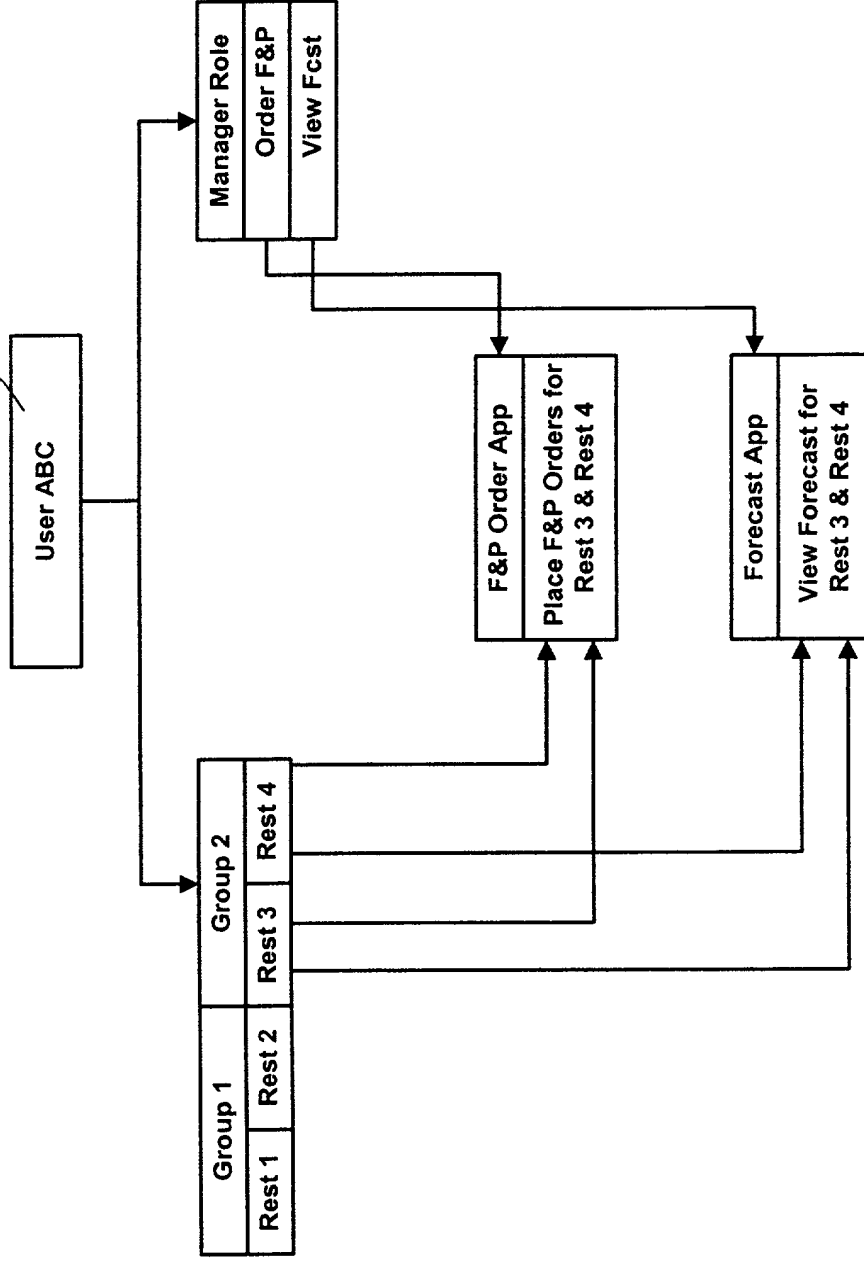 User ABC
Group 1
Group 2
Rest 1
Rest 2
Rest 3
Rest 4
Manager Role
Order F&P
View Fcst
F&P Order App
Place F&P Orders for
Rest 3 & Rest 4
Forecast App
View Forecast for
Rest 3 & Rest 4